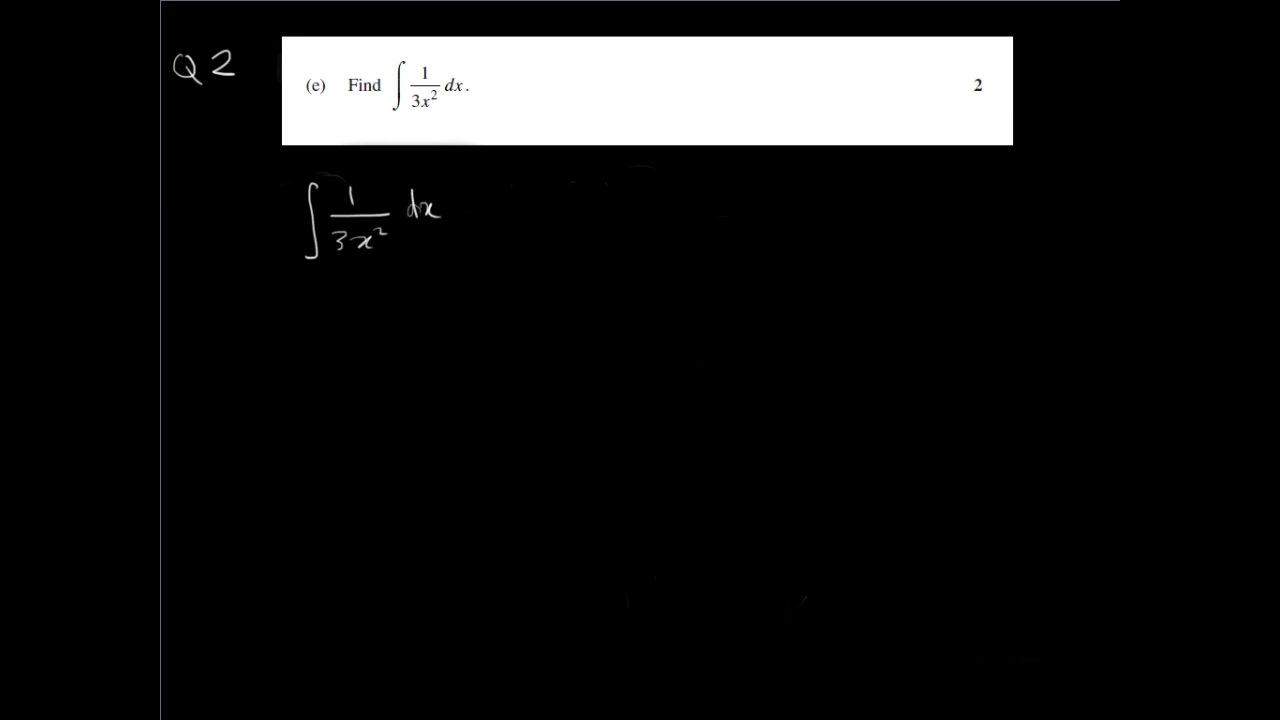 Q2
(e) Find ∫ 1/(3x²) dx. 2
∫ 1/(3x²) dx